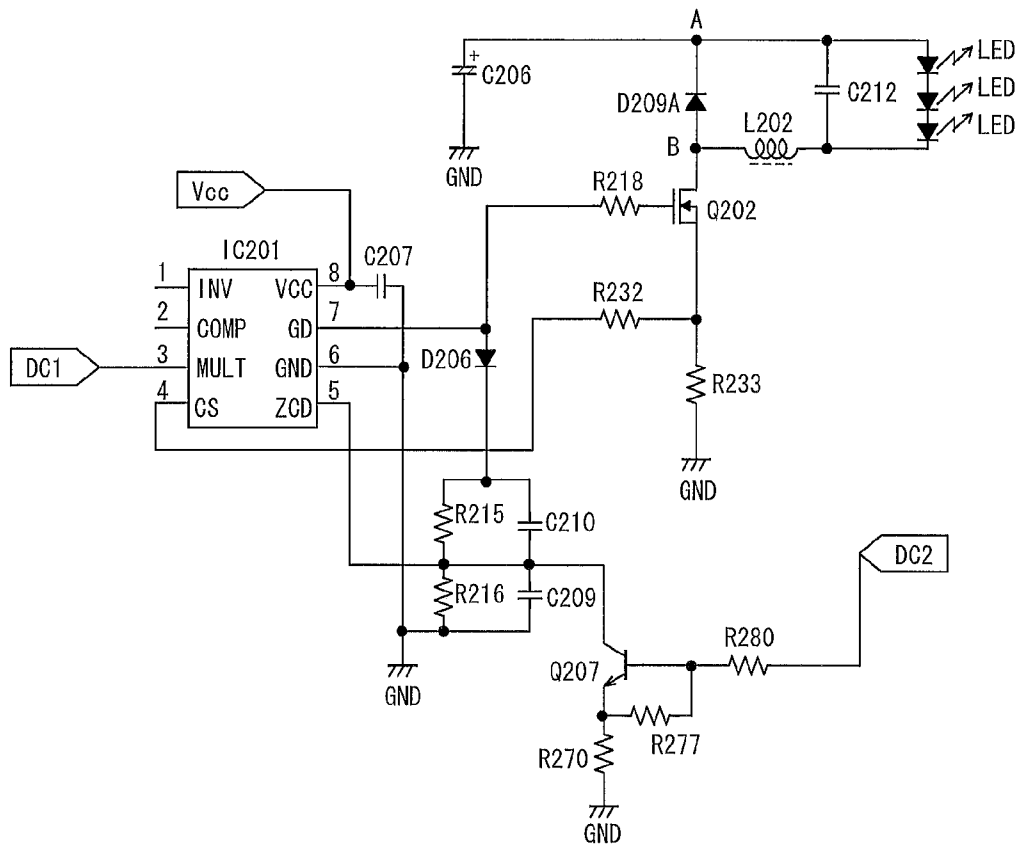 A
+
C206
GND
D209A
C212
LED
LED
LED
B
L202
R218
Q202
Vcc
IC201
C207
1
INV
VCC
8
2
COMP
GD
7
DC1
3
MULT
GND
6
4
CS
ZCD
5
D206
R232
R233
GND
R215
C210
R216
C209
GND
DC2
R280
Q207
R277
R270
GND